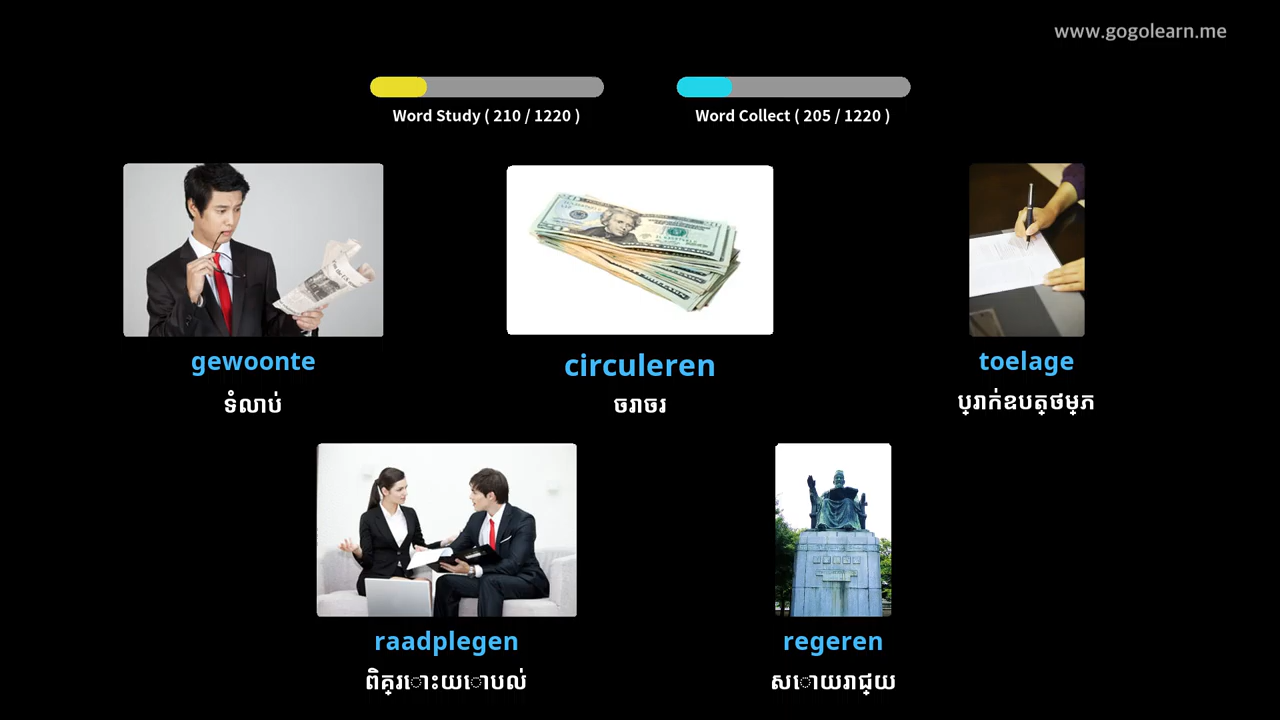 www.gogolearn.me
Word Study ( 210 / 1220 )
Word Collect ( 205 / 1220 )
gewoonte
ទំលាប់
circuleren
ចរាចរ
toelage
ប្រាក់ឧបត្ថម្ភ
raadplegen
ពិគ្រោះយោបល់
regeren
សោយរាជ្យ